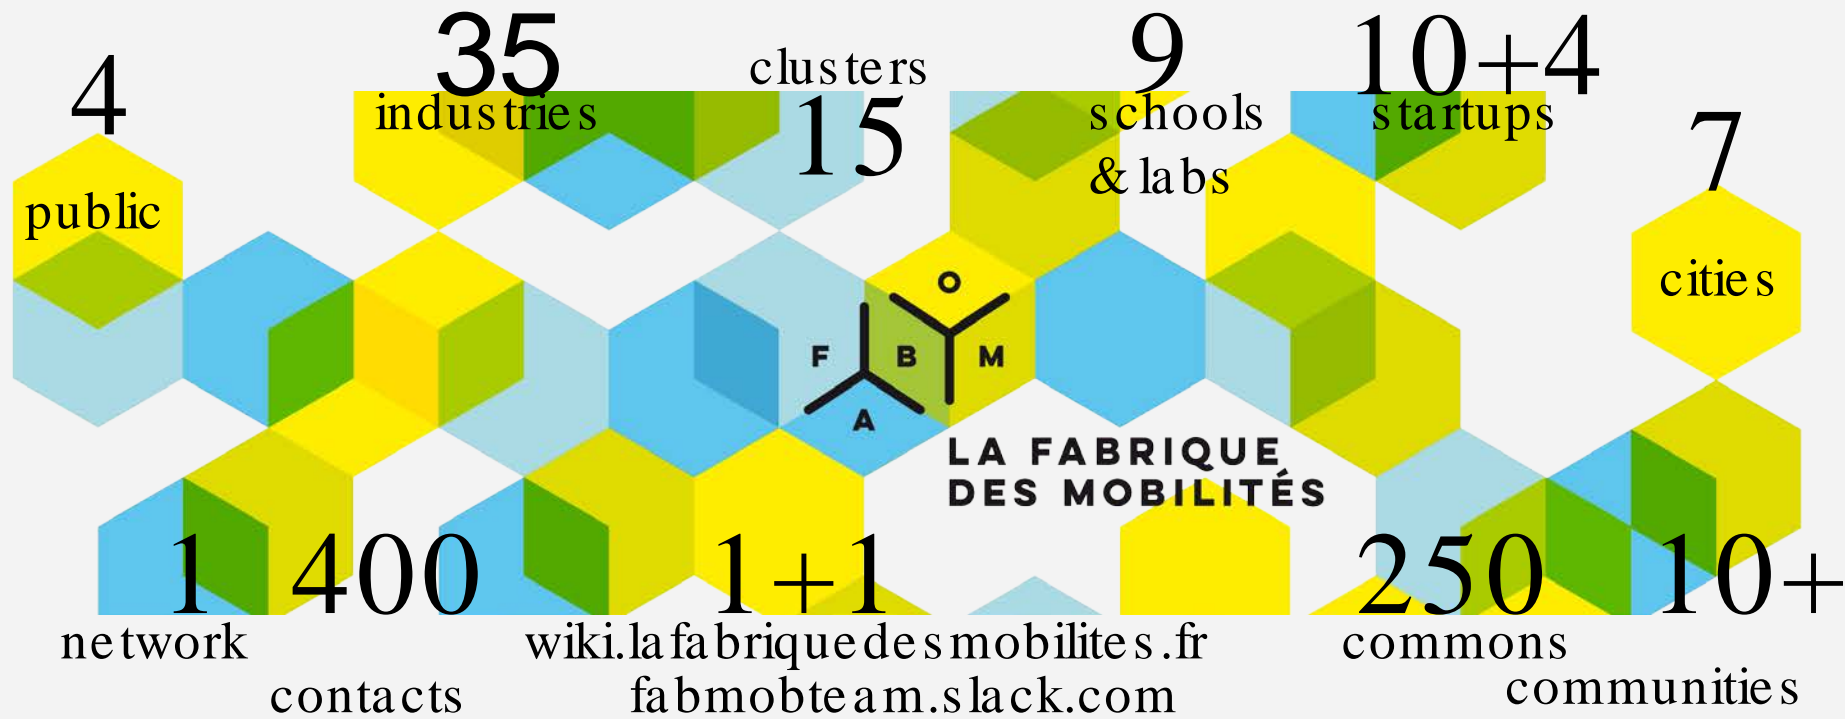 4
public
35
industries
clusters
15
9
schools
& labs
10+4
startups
7
cities
O
F B M
A
LA FABRIQUE
DES MOBILITÉS
1
network
400
contacts
1+1
wiki.lafabriquedesmobilites.fr
fabmobteam.slack.com
250
commons
10+
communities